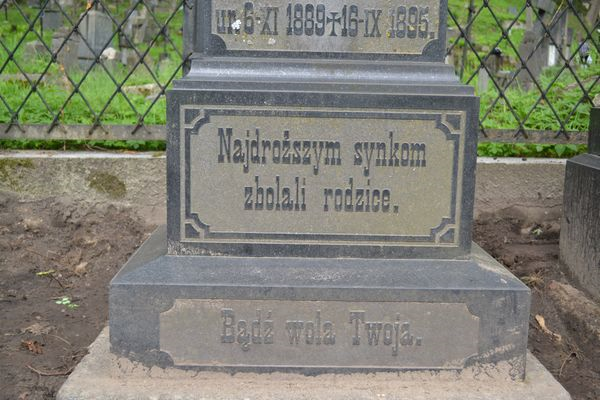 ur. 6-XI 1889 † 16-IX 1895.
Najdroższym synkom
zbolali rodzice.
Bądź wola Twoja.